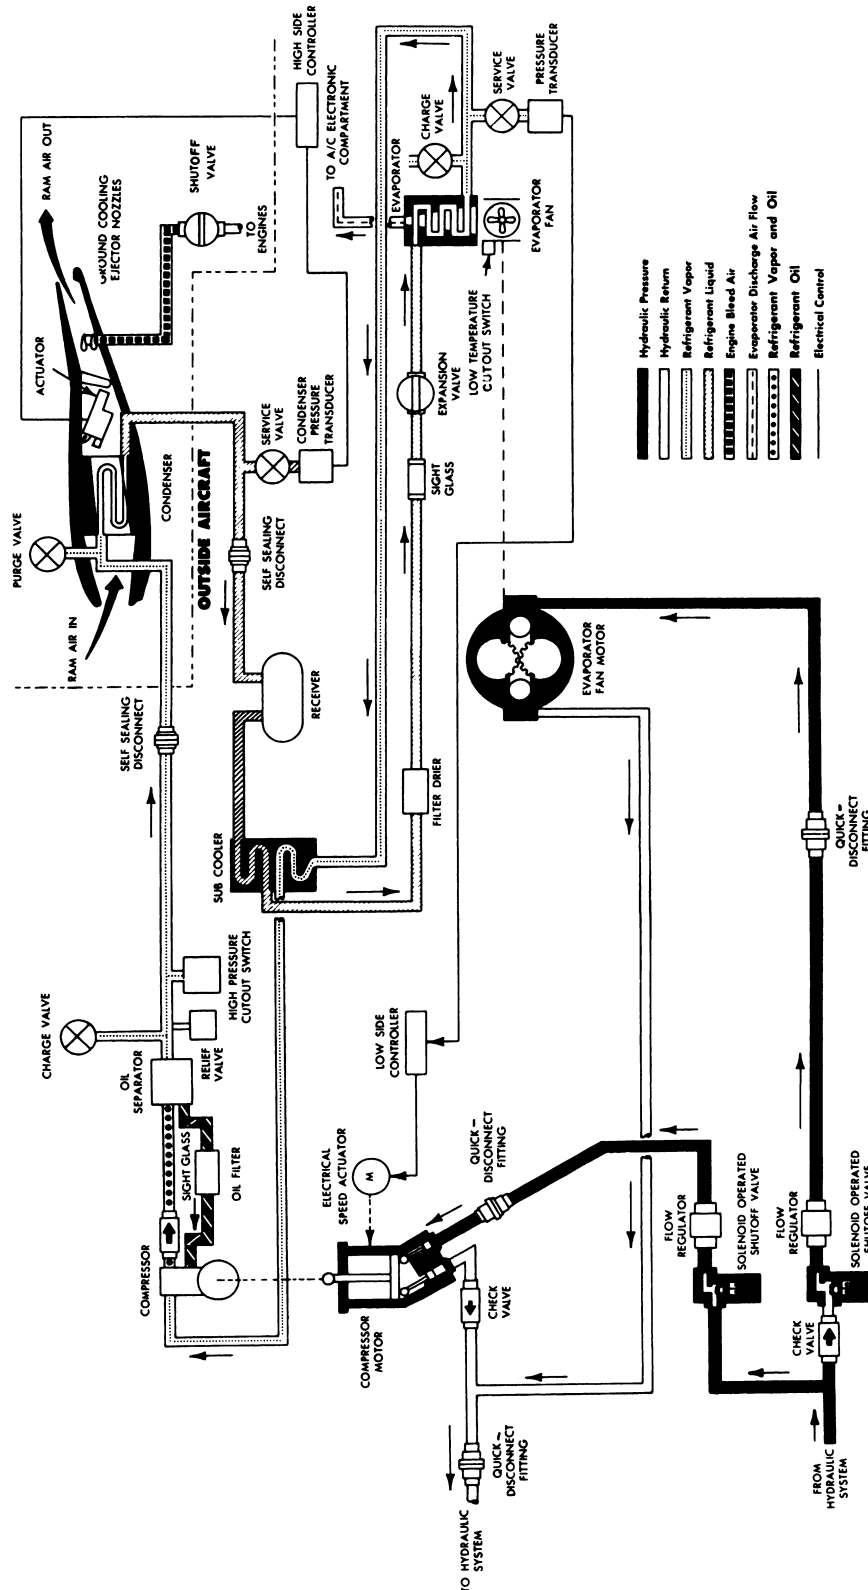 PURGE VALVE
RAM AIR IN
RAM AIR OUT
ACTUATOR
GROUND COOLING
EJECTOR NOZZLES
SHUTOFF
VALVE
TO
ENGINES
CONDENSER
OUTSIDE AIRCRAFT
HIGH SIDE
CONTROLLER
SERVICE
VALVE
CONDENSER
PRESSURE
TRANSDUCER
SELF SEALING
DISCONNECT
SELF SEALING
DISCONNECT
RECEIVER
SUB COOLER
CHARGE VALVE
OIL
SEPARATOR
RELIEF
VALVE
HIGH PRESSURE
CUTOUT SWITCH
SIGHT GLASS
OIL FILTER
COMPRESSOR
TO A/C ELECTRONIC
COMPARTMENT
EVAPORATOR
CHARGE
VALVE
SERVICE
VALVE
PRESSURE
TRANSDUCER
EVAPORATOR
FAN
LOW TEMPERATURE
CUTOUT SWITCH
EXPANSION
VALVE
SIGHT
GLASS
FILTER DRIER
EVAPORATOR
FAN MOTOR
LOW SIDE
CONTROLLER
ELECTRICAL
SPEED ACTUATOR
M
COMPRESSOR
MOTOR
QUICK-
DISCONNECT
FITTING
CHECK
VALVE
QUICK-
DISCONNECT
FITTING
TO HYDRAULIC
SYSTEM
FLOW
REGULATOR
SOLENOID OPERATED
SHUTOFF VALVE
FLOW
REGULATOR
SOLENOID OPERATED
SHUTOFF VALVE
CHECK
VALVE
FROM
HYDRAULIC
SYSTEM
QUICK-
DISCONNECT
FITTING
Hydraulic Pressure
Hydraulic Return
Refrigerant Vapor
Refrigerant Liquid
Engine Bleed Air
Evaporator Discharge Air Flow
Refrigerant Vapor and Oil
Refrigerant Oil
Electrical Control